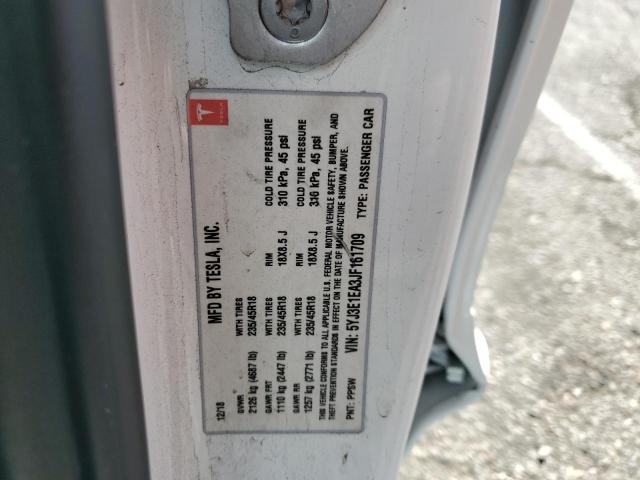 TESLA
12/18 MFD BY TESLA, INC.
GVWR WITH TIRES RIM COLD TIRE PRESSURE
2126 kg (4687 lb) 235/45R18 18X8.5 J 310 kPa, 45 psi
GAWR FRT WITH TIRES RIM COLD TIRE PRESSURE
1110 kg (2447 lb) 235/45R18 18X8.5 J 310 kPa, 45 psi
GAWR RR
1257 kg (2771 lb) 235/45R18
THIS VEHICLE CONFORMS TO ALL APPLICABLE U.S. FEDERAL MOTOR VEHICLE SAFETY, BUMPER, AND
THEFT PREVENTION STANDARDS IN EFFECT ON THE DATE OF MANUFACTURE SHOWN ABOVE.
VIN: 5YJ3E1EA3JF161709 TYPE: PASSENGER CAR
PNT: PPSW